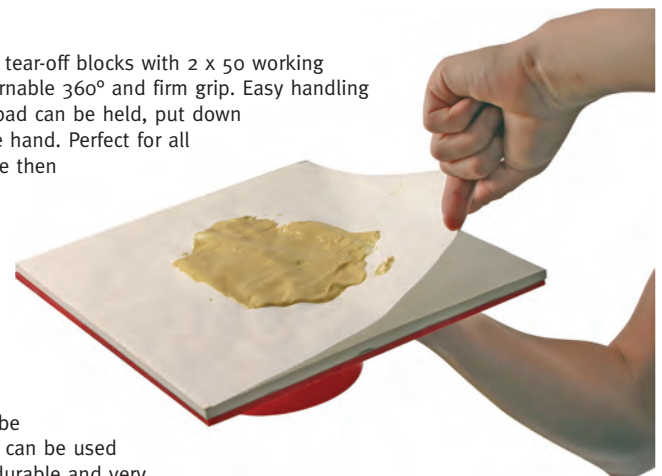 tear-off blocks with 2 x 50 working
rnable 360° and firm grip. Easy handling
pad can be held, put down
e hand. Perfect for all
e then
be
can be used
durable and very